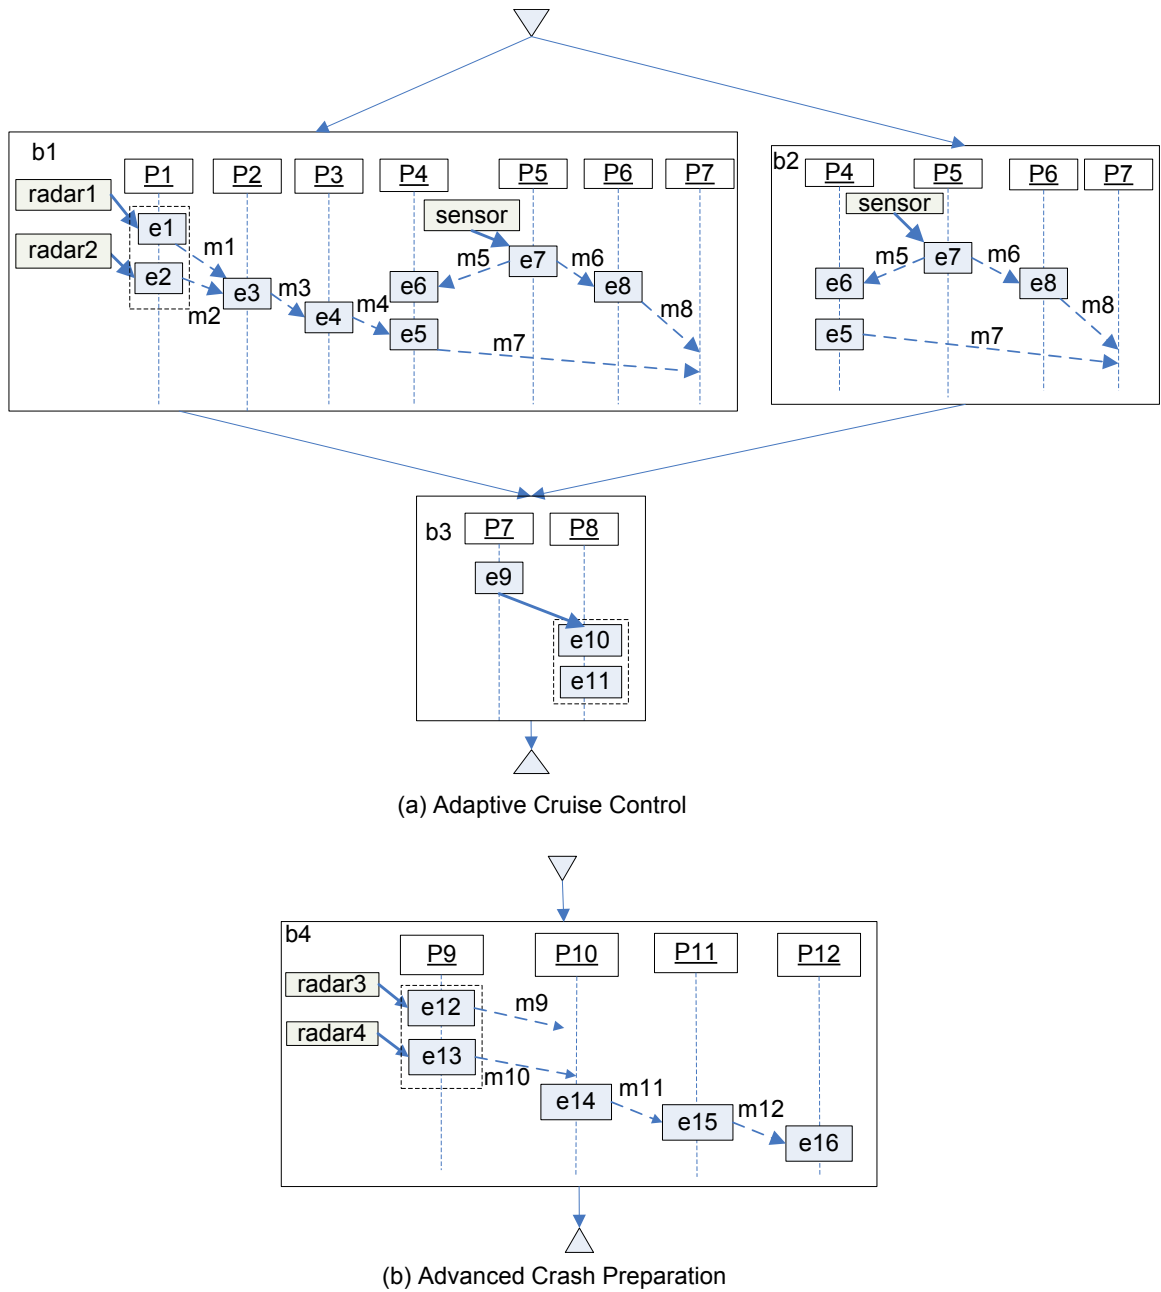 b1
P1 P2 P3 P4 P5 P6 P7
radar1
sensor
e1
radar2
m1
m5 e7 m6
e2
m3
e6
e8
e3
m4
m8
m2
e4
e5
m7
b2
P4 P5 P6 P7
sensor
m5 e7 m6
e6
e8
m8
e5
m7
b3
P7 P8
e9
e10
e11
(a) Adaptive Cruise Control
b4
P9 P10 P11 P12
radar3
e12 m9
radar4
e13
m10
m11
e14
m12
e15
e16
(b) Advanced Crash Preparation